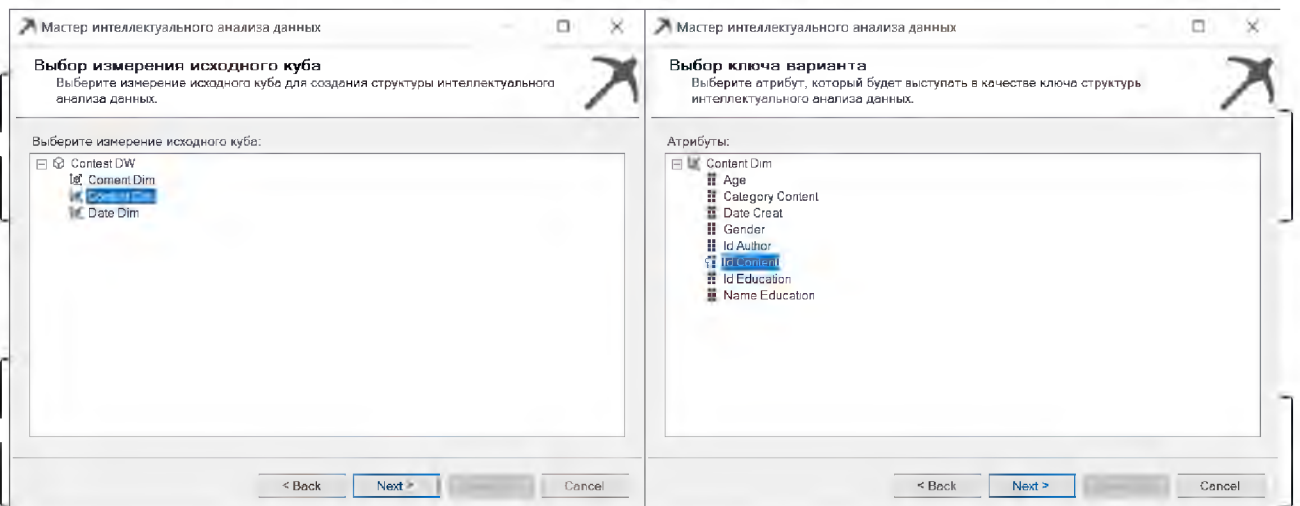 Мастер интеллектуального анализа данных
Выбор измерения исходного куба
Выберите измерение исходного куба для создания структуры интеллектуального
анализа данных.
Выберите измерение исходного куба:
Contest DW
Coment Dim
Content Dim
Date Dim
< Back
Next >
Cancel
Мастер интеллектуального анализа данных
Выбор ключа варианта
Выберите атрибут, который будет выступать в качестве ключа структурь
интеллектуального анализа данных.
Атрибуты:
Content Dim
Age
Category Content
Date Creat
Gender
Id Author
Id Content
Id Education
Name Education
< Back
Next >
Cancel